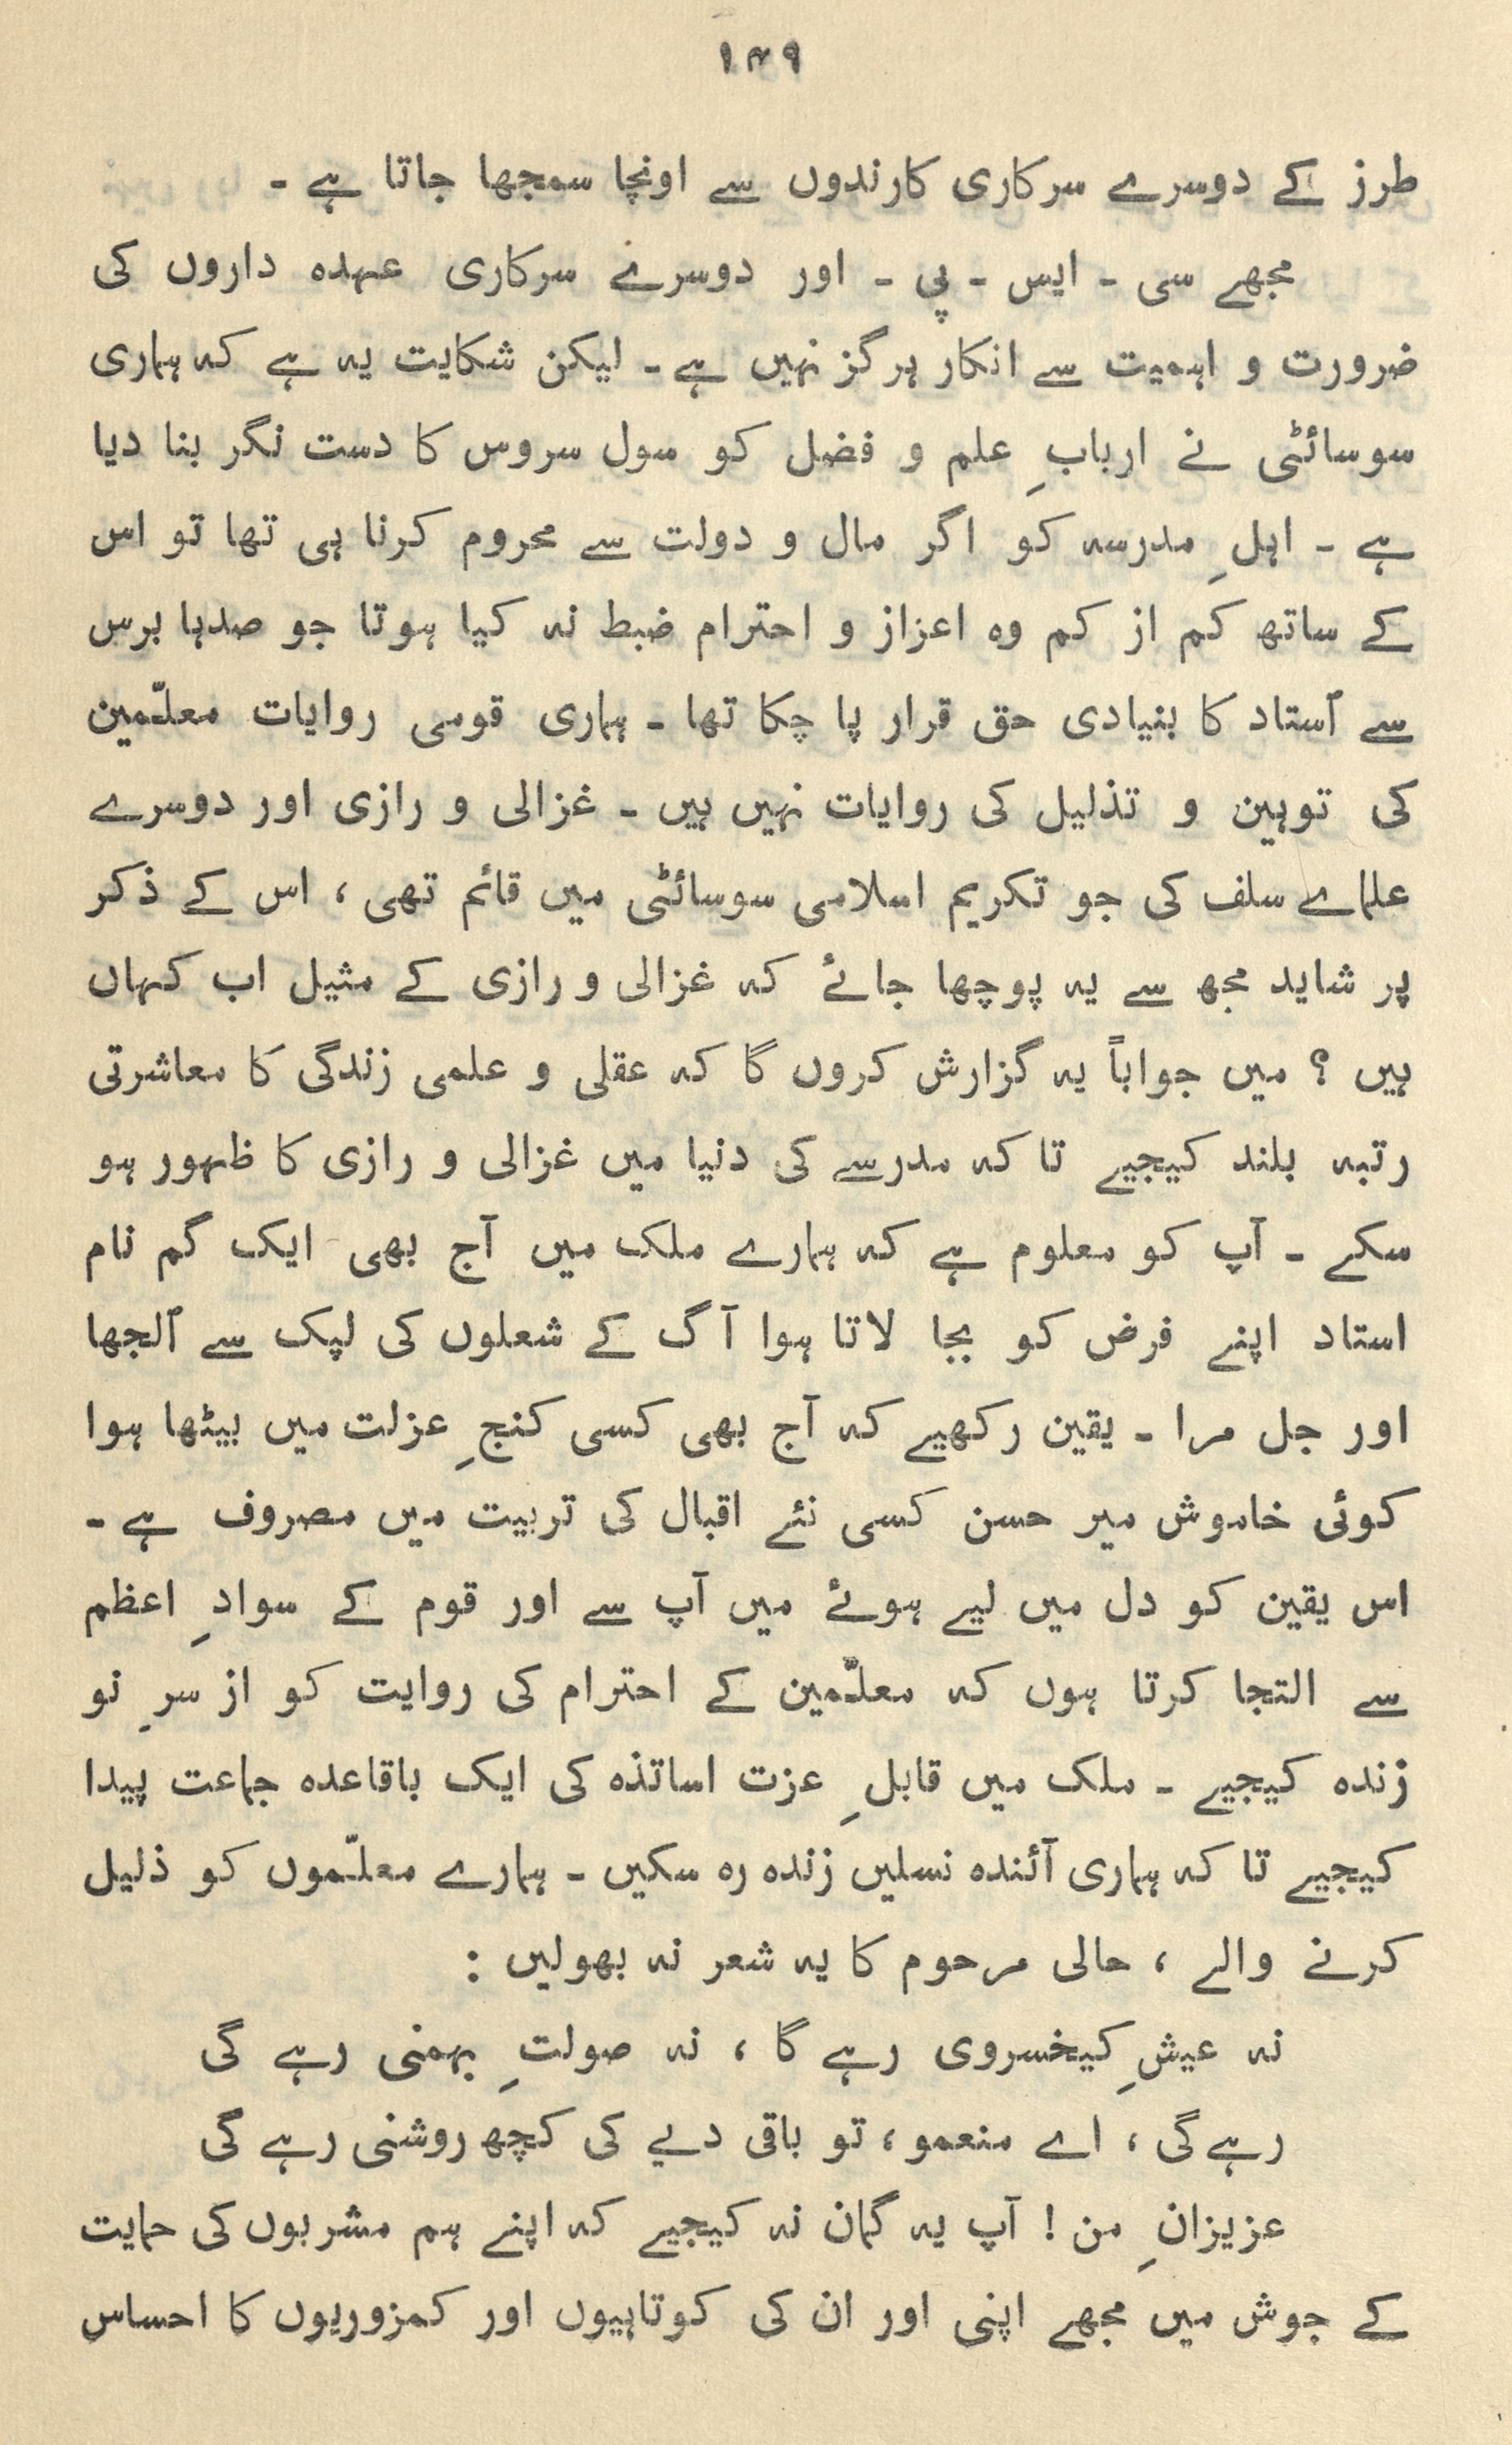 ۱۴۹
طرز کے دوسرے سرکاری کارندوں سے اونچا سمجھا جاتا ہے ۔
مجھے سی ۔ ایس ۔ پی ۔ اور دوسرے سرکاری عہدہ داروں کی
ضرورت و اہمیت سے انکار ہرگز نہیں ہے ۔ لیکن شکایت یہ ہے کہ ہماری
سوسائٹی نے اربابِ علم و فضل کو سول سروس کا دست نگر بنا دیا
ہے ۔ اہلِ مدرسہ کو اگر مال و دولت سے محروم کرنا ہی تھا تو اس
کے ساتھ کم از کم وہ اعزاز و احترام ضبط نہ کیا ہوتا جو صدہا برس
سے اُستاد کا بنیادی حق قرار پا چکا تھا ۔ ہماری قومی روایات معلّمین
کی توہین و تذلیل کی روایات نہیں ہیں ۔ غزالی و رازی اور دوسرے
علماے سلف کی جو تکریم اسلامی سوسائٹی میں قائم تھی ، اس کے ذکر
پر شاید مجھ سے یہ پوچھا جائے کہ غزالی و رازی کے مثیل اب کہاں
ہیں ؟ میں جواباً یہ گزارش کروں گا کہ عقلی و علمی زندگی کا معاشرتی
رتبہ بلند کیجیے تا کہ مدرسے کی دنیا میں غزالی و رازی کا ظہور ہو
سکے ۔ آپ کو معلوم ہے کہ ہمارے ملک میں آج بھی ایک گم نام
استاد اپنے فرض کو بجا لاتا ہوا آگ کے شعلوں کی لپک سے اُلجھا
اور جل مرا ۔ یقین رکھیے کہ آج بھی کسی کنجِ عزلت میں بیٹھا ہوا
کوئی خاموش میر حسن کسی نئے اقبال کی تربیت میں مصروف ہے ۔
اس یقین کو دل میں لیے ہوئے میں آپ سے اور قوم کے سوادِ اعظم
سے التجا کرتا ہوں کہ معلّمین کے احترام کی روایت کو از سرِ نو
زندہ کیجیے ۔ ملک میں قابلِ عزت اساتذہ کی ایک باقاعدہ جماعت پیدا
کیجیے تا کہ ہماری آئندہ نسلیں زندہ رہ سکیں ۔ ہمارے معلّموں کو ذلیل
کرنے والے ، حالی مرحوم کا یہ شعر نہ بھولیں :
نہ عیشِ کیخسروی رہے گا ، نہ صولتِ بہمنی رہے گی
رہے گی ، اے منعمو ، تو باقی دیے کی کچھ روشنی رہے گی
عزیزانِ من ! آپ یہ گمان نہ کیجیے کہ اپنے ہم مشربوں کی حمایت
کے جوش میں مجھے اپنی اور ان کی کوتاہیوں اور کمزوریوں کا احساس